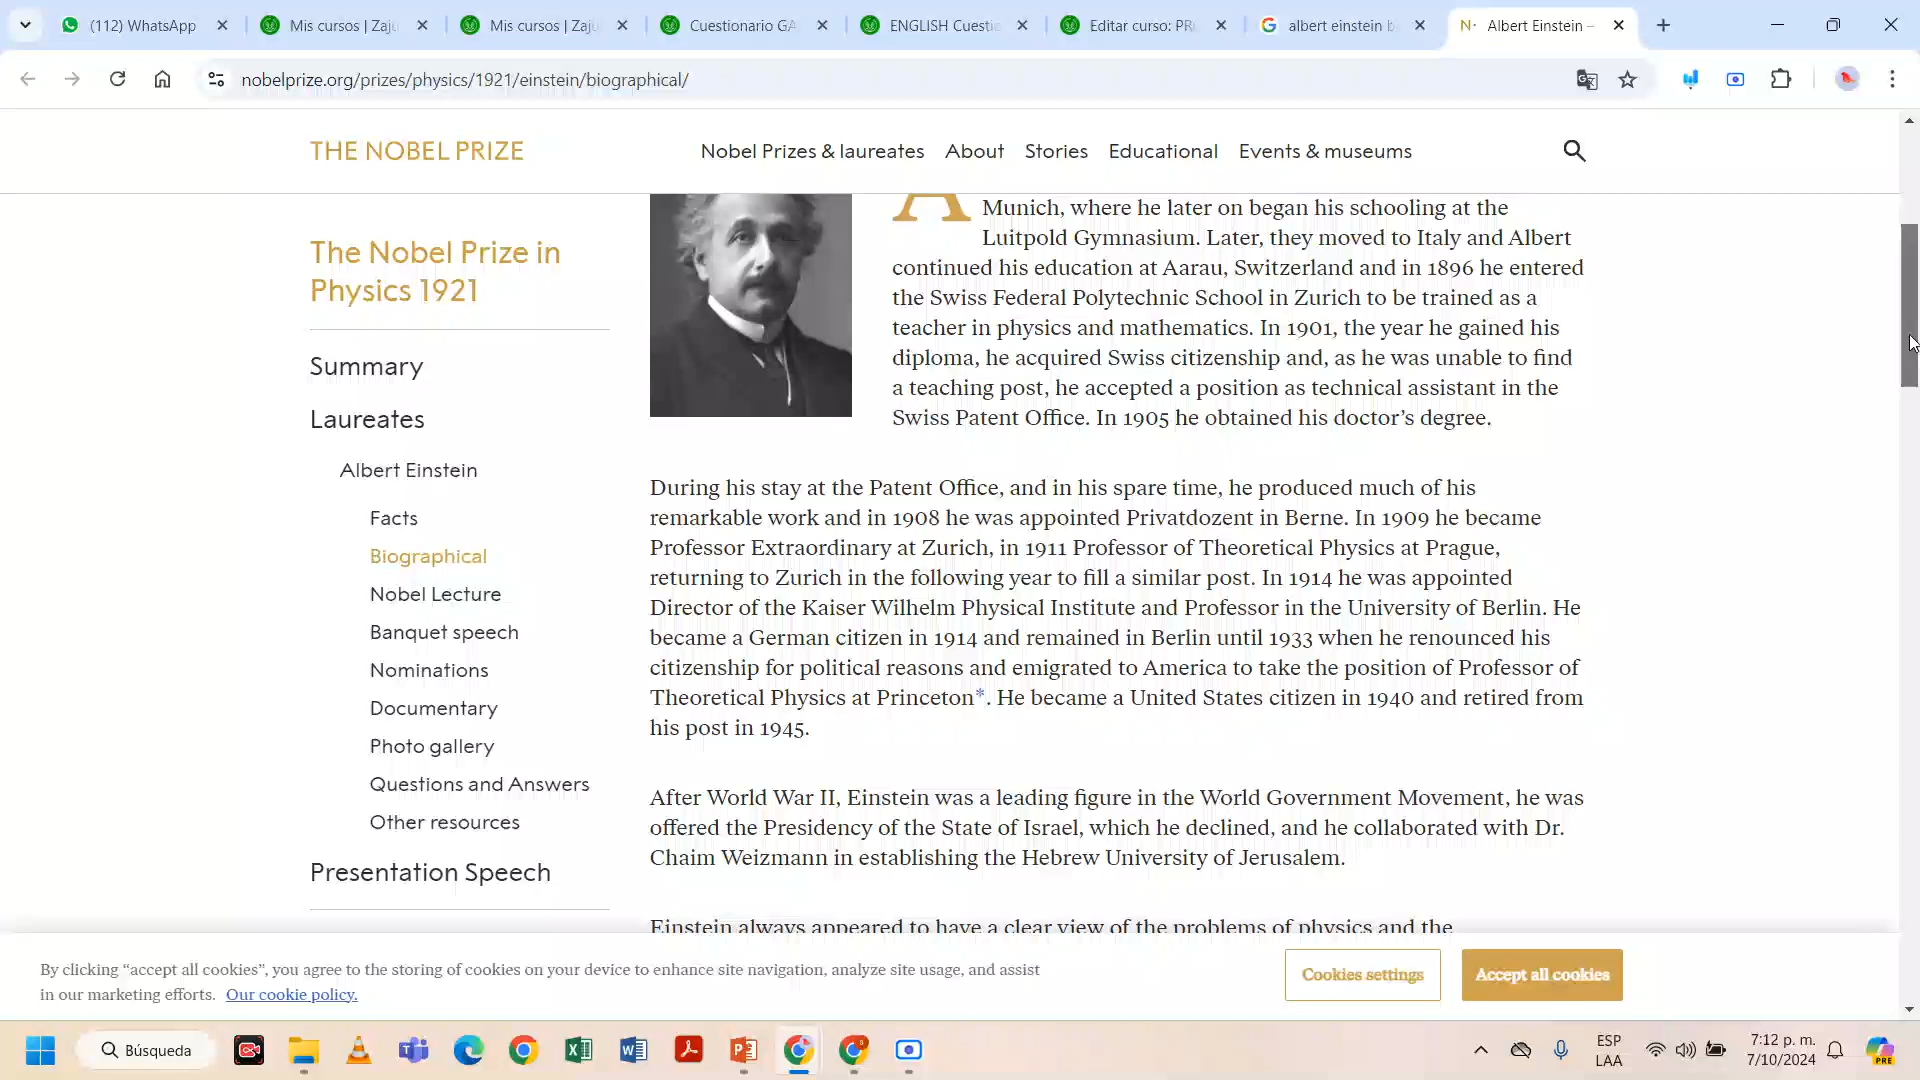 (112) WhatsApp
Mis cursos | Zaju
Mis cursos | Zaju
Cuestionario GA
ENGLISH Cuesti
Editar curso: PR
albert einstein b
Albert Einstein –
nobelprize.org/prizes/physics/1921/einstein/biographical/
THE NOBEL PRIZE
Nobel Prizes & laureates
About
Stories
Educational
Events & museums
The Nobel Prize in
Physics 1921
Summary
Laureates
Albert Einstein
Facts
Biographical
Nobel Lecture
Banquet speech
Nominations
Documentary
Photo gallery
Questions and Answers
Other resources
Presentation Speech
A
Munich, where he later on began his schooling at the
Luitpold Gymnasium. Later, they moved to Italy and Albert
continued his education at Aarau, Switzerland and in 1896 he entered
the Swiss Federal Polytechnic School in Zurich to be trained as a
teacher in physics and mathematics. In 1901, the year he gained his
diploma, he acquired Swiss citizenship and, as he was unable to find
a teaching post, he accepted a position as technical assistant in the
Swiss Patent Office. In 1905 he obtained his doctor’s degree.
During his stay at the Patent Office, and in his spare time, he produced much of his
remarkable work and in 1908 he was appointed Privatdozent in Berne. In 1909 he became
Professor Extraordinary at Zurich, in 1911 Professor of Theoretical Physics at Prague,
returning to Zurich in the following year to fill a similar post. In 1914 he was appointed
Director of the Kaiser Wilhelm Physical Institute and Professor in the University of Berlin. He
became a German citizen in 1914 and remained in Berlin until 1933 when he renounced his
citizenship for political reasons and emigrated to America to take the position of Professor of
Theoretical Physics at Princeton*. He became a United States citizen in 1940 and retired from
his post in 1945.
After World War II, Einstein was a leading figure in the World Government Movement, he was
offered the Presidency of the State of Israel, which he declined, and he collaborated with Dr.
Chaim Weizmann in establishing the Hebrew University of Jerusalem.
Einstein always appeared to have a clear view of the problems of physics and the
By clicking “accept all cookies”, you agree to the storing of cookies on your device to enhance site navigation, analyze site usage, and assist
in our marketing efforts. Our cookie policy.
Cookies settings
Accept all cookies
Búsqueda
ESP
LAA
7:12 p. m.
7/10/2024
PRE